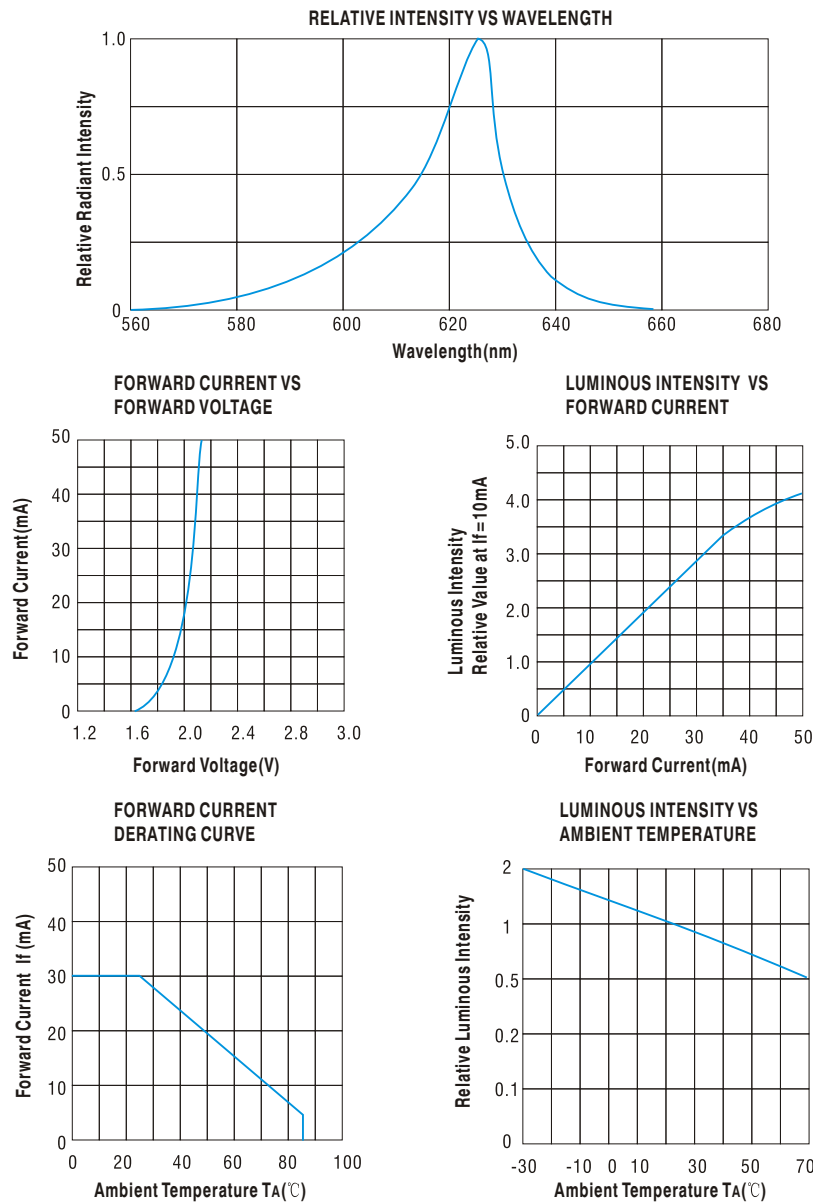 RELATIVE INTENSITY VS WAVELENGTH
1.0
0.5
0
Relative Radiant Intensity
560 580 600 620 640 660 680
Wavelength(nm)
FORWARD CURRENT VS
FORWARD VOLTAGE
50
40
30
20
10
0
Forward Current(mA)
1.2 1.6 2.0 2.4 2.8 3.0
Forward Voltage(V)
LUMINOUS INTENSITY VS
FORWARD CURRENT
5.0
4.0
3.0
2.0
1.0
0
Luminous Intensity
Relative Value at If=10mA
0 10 20 30 40 50
Forward Current(mA)
FORWARD CURRENT
DERATING CURVE
50
40
30
20
10
0
Forward Current If (mA)
0 20 40 60 80 100
Ambient Temperature TA(℃)
LUMINOUS INTENSITY VS
AMBIENT TEMPERATURE
2
1
0.5
0.2
0.1
0
Relative Luminous Intensity
-30 -10 0 10 30 50 70
Ambient Temperature TA(℃)